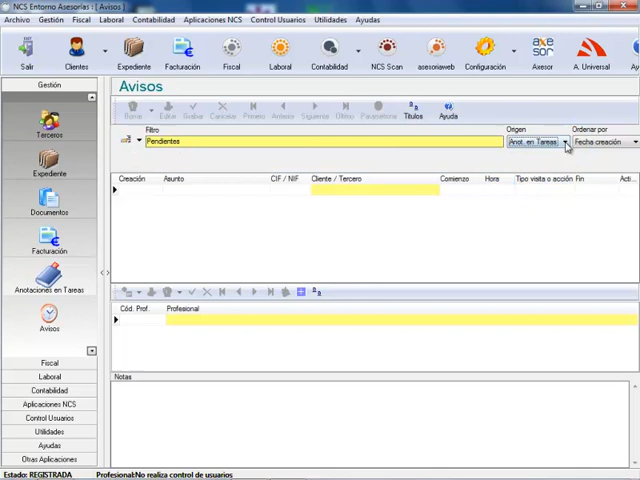 NCS Entorno Asesorías : [ Avisos ]
Archivo Gestión Fiscal Laboral Contabilidad Aplicaciones NCS Control Usuarios Utilidades Ayudas
Salir Clientes Expediente Facturación Fiscal Laboral Contabilidad NCS Scan asesoriaweb Configuración Axesor A. Universal
Gestión
Avisos
Borrar Editar Grabar Cancelar Primero Anterior Siguiente Último Parametriza Títulos Ayuda
Filtro Origen Ordenar por
Pendientes Anot. en Tareas Fecha creación
Creación Asunto CIF / NIF Cliente / Tercero Comienzo Hora Tipo visita o acción Fin Acti...
Terceros
Expediente
Documentos
Facturación
Anotaciones en Tareas
Avisos
Cód. Prof. Profesional
Notas
Fiscal
Laboral
Contabilidad
Aplicaciones NCS
Control Usuarios
Utilidades
Ayudas
Otras Aplicaciones
Estado: REGISTRADA Profesional:No realiza control de usuarios